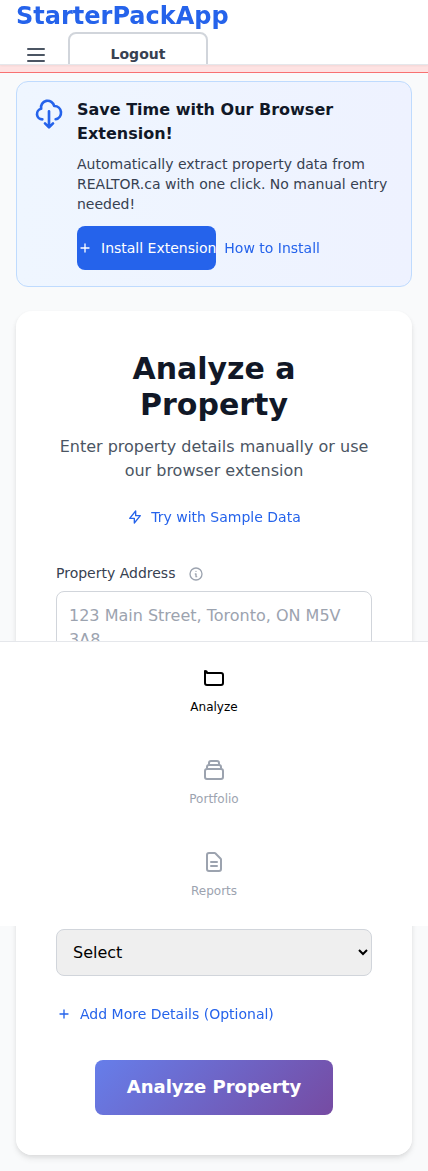 StarterPackApp
Logout
Save Time with Our Browser
Extension!
Automatically extract property data from
REALTOR.ca with one click. No manual entry
needed!
+ Install Extension
How to Install
Analyze a
Property
Enter property details manually or use
our browser extension
Try with Sample Data
Property Address
123 Main Street, Toronto, ON M5V
3A8
Analyze
Portfolio
Reports
Select
+ Add More Details (Optional)
Analyze Property